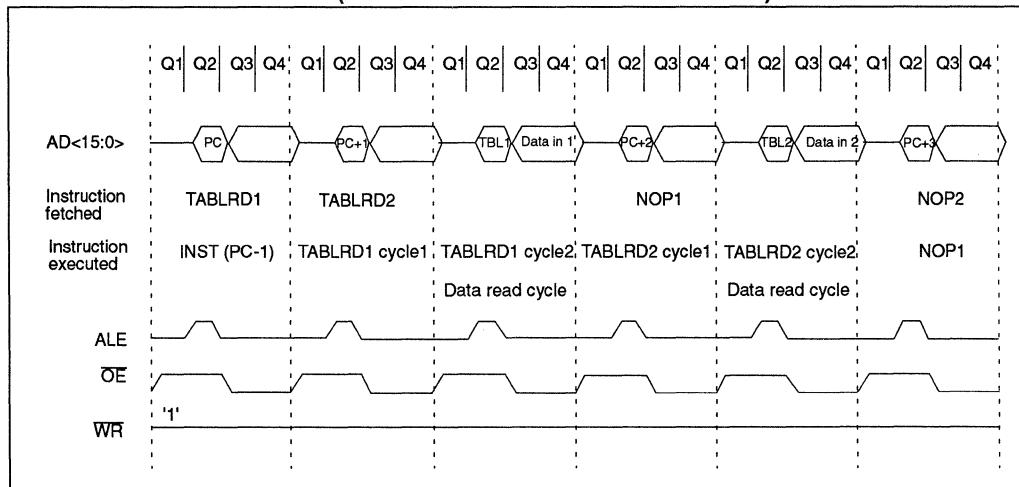 Q1 Q2 Q3 Q4 Q1 Q2 Q3 Q4 Q1 Q2 Q3 Q4 Q1 Q2 Q3 Q4 Q1 Q2 Q3 Q4 Q1 Q2 Q3 Q4
AD<15:0> PC PC+1 TBL1 Data in 1 PC+2 TBL2 Data in 2 PC+3
Instruction
fetched TABLRD1 TABLRD2 NOP1 NOP2
Instruction
executed INST (PC-1) TABLRD1 cycle1 TABLRD1 cycle2 TABLRD2 cycle1 TABLRD2 cycle2 NOP1
Data read cycle Data read cycle
ALE
OE
'1'
WR